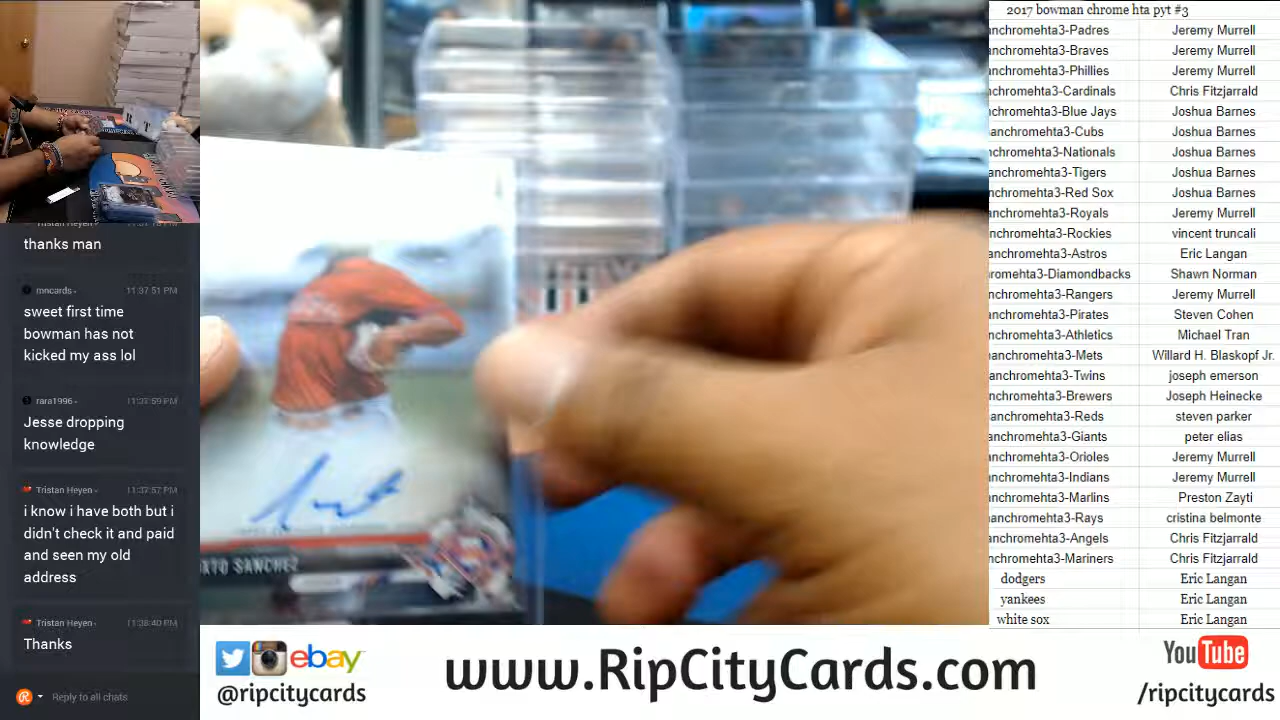 thanks man
mncards
11:37:51 PM
sweet first time
bowman has not
kicked my ass lol
rara1996
11:37:59 PM
Jesse dropping
knowledge
Tristan Heyen
11:37:57 PM
i know i have both but i
didn't check it and paid
and seen my old
address
Tristan Heyen
11:38:40 PM
Thanks
Reply to all chats
SANCHEZ
2017 bowman chrome hta pyt #3
nchromehta3-Padres Jeremy Murrell
anchromehta3-Braves Jeremy Murrell
anchromehta3-Phillies Jeremy Murrell
nchromehta3-Cardinals Chris Fitzjarrald
anchromehta3-Blue Jays Joshua Barnes
anchromehta3-Cubs Joshua Barnes
anchromehta3-Nationals Joshua Barnes
anchromehta3-Tigers Joshua Barnes
anchromehta3-Red Sox Joshua Barnes
anchromehta3-Royals Jeremy Murrell
anchromehta3-Rockies vincent truncali
anchromehta3-Astros Eric Langan
romehta3-Diamondbacks Shawn Norman
nchromehta3-Rangers Jeremy Murrell
anchromehta3-Pirates Steven Cohen
nchromehta3-Athletics Michael Tran
anchromehta3-Mets Willard H. Blaskopf Jr.
anchromehta3-Twins joseph emerson
anchromehta3-Brewers Joseph Heinecke
anchromehta3-Reds steven parker
anchromehta3-Giants peter elias
anchromehta3-Orioles Jeremy Murrell
anchromehta3-Indians Jeremy Murrell
anchromehta3-Marlins Preston Zayti
anchromehta3-Rays cristina belmonte
nchromehta3-Angels Chris Fitzjarrald
nchromehta3-Mariners Chris Fitzjarrald
dodgers Eric Langan
yankees Eric Langan
white sox Eric Langan
ebay
@ripcitycards
www.RipCityCards.com
YouTube
/ripcitycards